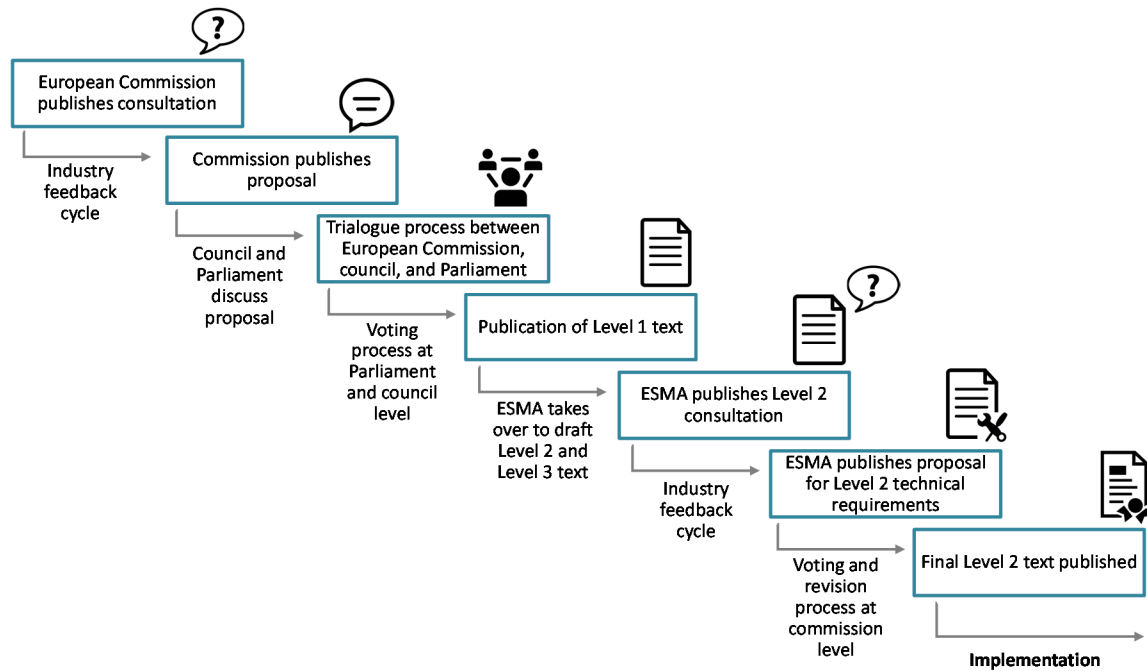 ?
European Commission
publishes consultation
Industry
feedback
cycle
Commission publishes
proposal
Council and
Parliament
discuss
proposal
Trialogue process between
European Commission,
council, and Parliament
Voting
process at
Parliament
and council
level
Publication of Level 1 text
ESMA takes
over to draft
Level 2 and
Level 3 text
?
ESMA publishes Level 2
consultation
Industry
feedback
cycle
ESMA publishes proposal
for Level 2 technical
requirements
Voting and
revision
process at
commission
level
Final Level 2 text published
Implementation